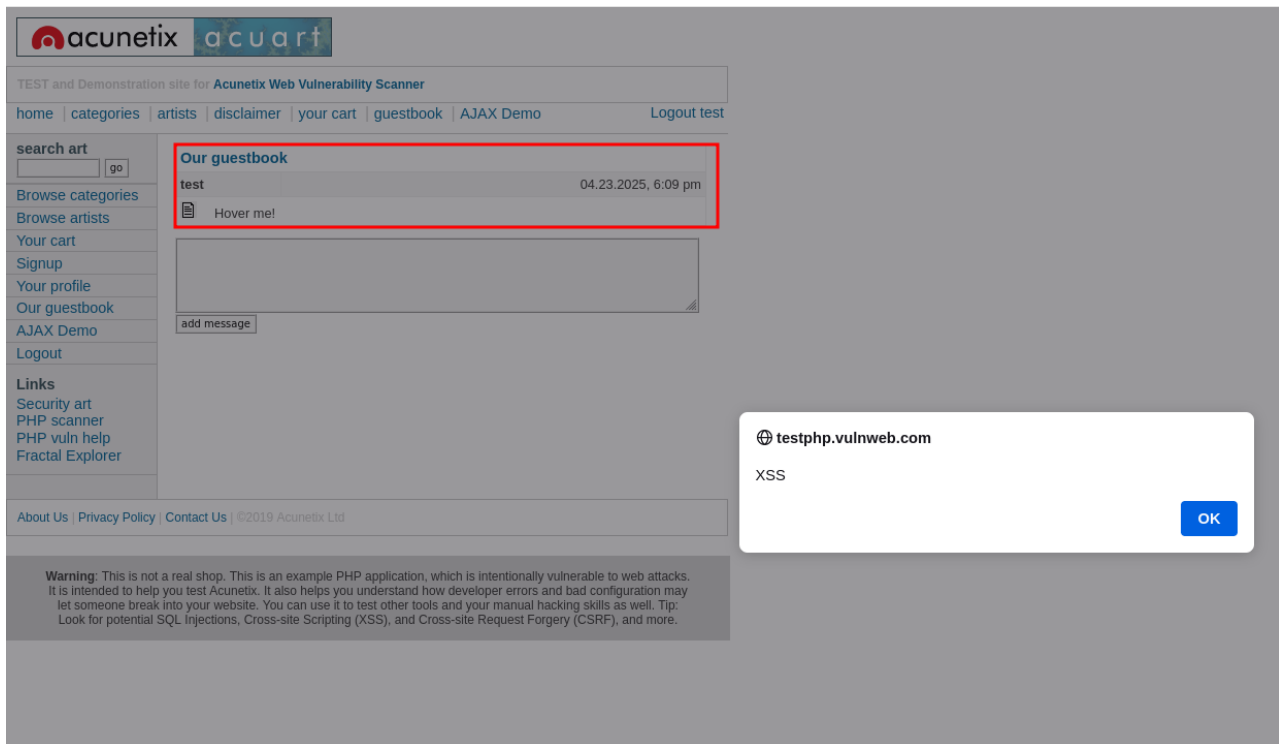 acunetix acuart
TEST and Demonstration site for Acunetix Web Vulnerability Scanner
home | categories | artists | disclaimer | your cart | guestbook | AJAX Demo Logout test
search art
go
Browse categories
Browse artists
Your cart
Signup
Your profile
Our guestbook
AJAX Demo
Logout
Links
Security art
PHP scanner
PHP vuln help
Fractal Explorer
Our guestbook
test 04.23.2025, 6:09 pm
Hover me!
add message
testphp.vulnweb.com
XSS
OK
About Us | Privacy Policy | Contact Us | ©2019 Acunetix Ltd
Warning: This is not a real shop. This is an example PHP application, which is intentionally vulnerable to web attacks.
It is intended to help you test Acunetix. It also helps you understand how developer errors and bad configuration may
let someone break into your website. You can use it to test other tools and your manual hacking skills as well. Tip:
Look for potential SQL Injections, Cross-site Scripting (XSS), and Cross-site Request Forgery (CSRF), and more.